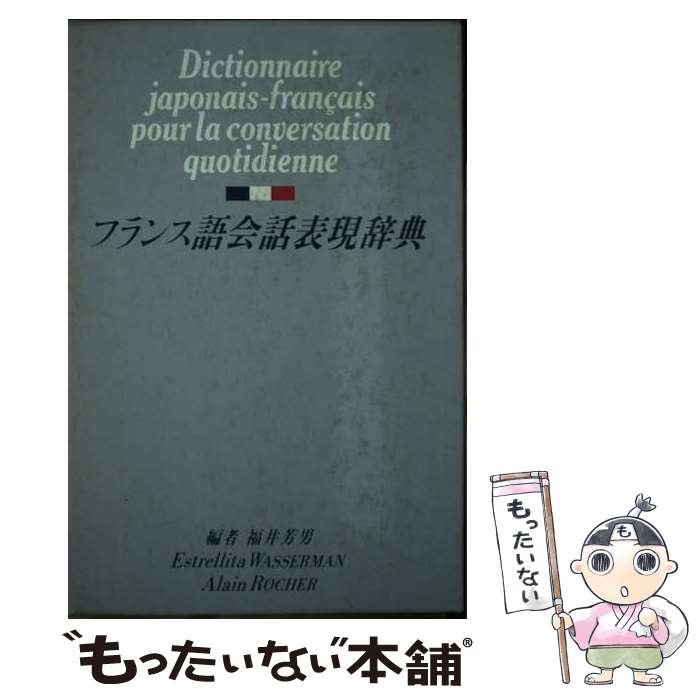 Dictionnaire
japonais-français
pour la conversation
quotidienne
フランス語会話表現辞典
編者 福井芳男
Estrellita WASSERMAN
Alain ROCHER
も
もったいない
"もったいない"本舗®